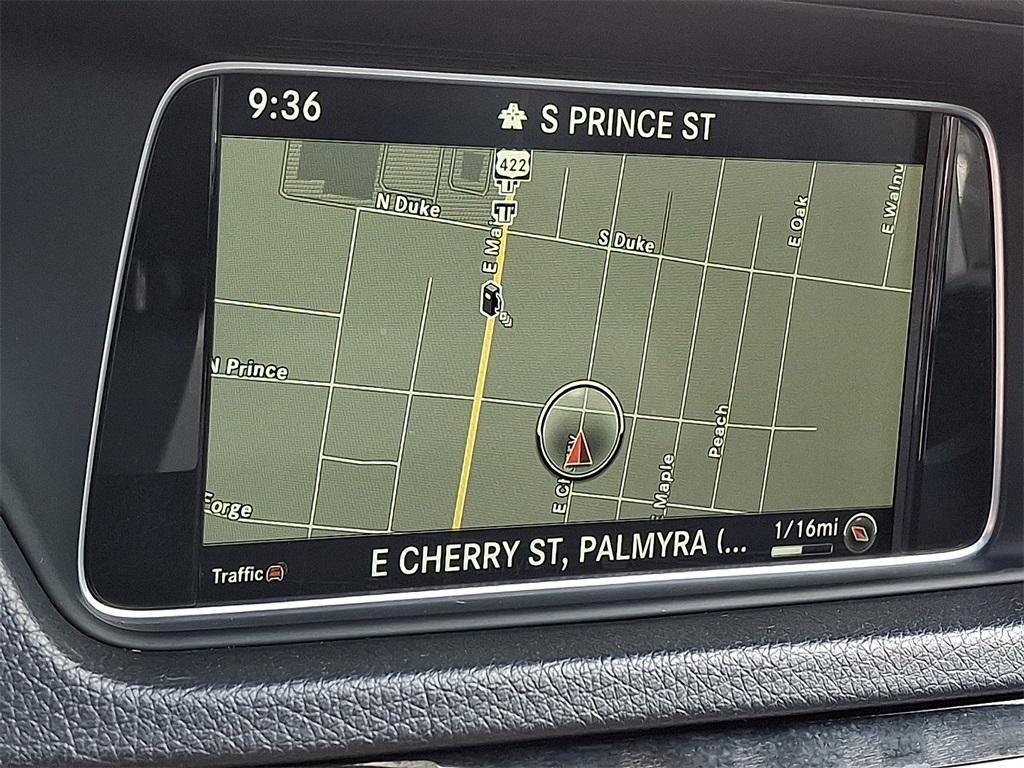 9:36
S PRINCE ST
422
N Duke
S Duke
E Mai
E Oak
E Walnu
N Prince
Peach
E Maple
Forge
1/16mi
E CHERRY ST, PALMYRA (...
Traffic